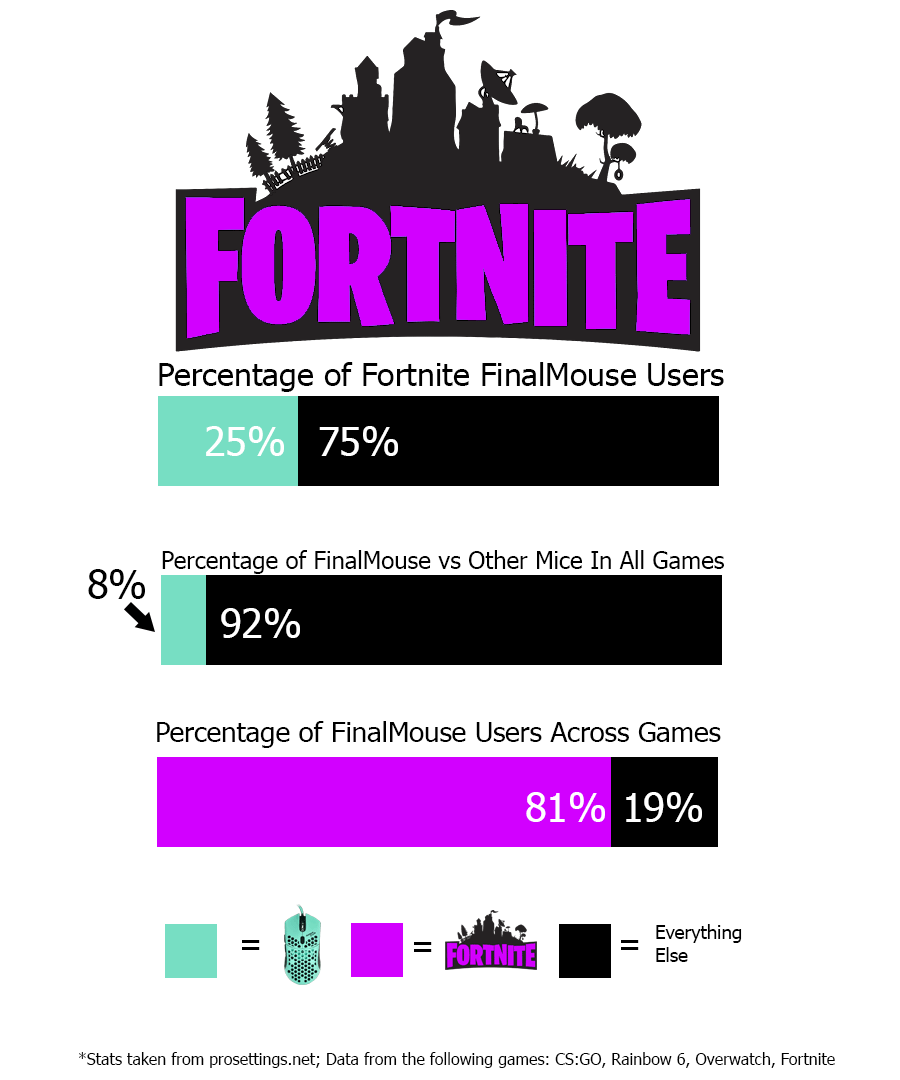 FORTNITE
Percentage of Fortnite FinalMouse Users
25% 75%
Percentage of FinalMouse vs Other Mice In All Games
8%
92%
Percentage of FinalMouse Users Across Games
81% 19%
= = FORTNITE = Everything
Else
*Stats taken from prosettings.net; Data from the following games: CS:GO, Rainbow 6, Overwatch, Fortnite